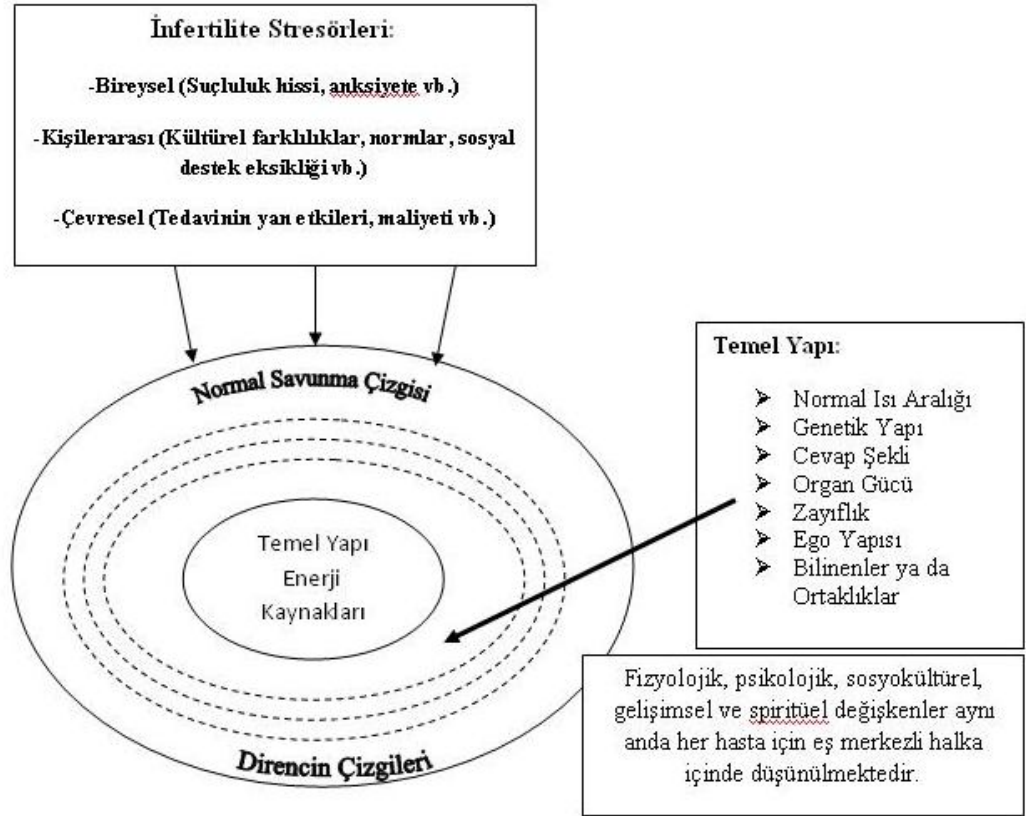 İnfertilite Stresörleri:
-Bireysel (Suçluluk hissi, anksiyete vb.)
-Kişilerarası (Kültürel farklılıklar, normlar, sosyal
destek eksikliği vb.)
-Çevresel (Tedavinin yan etkileri, maliyeti vb.)
Normal Savunma Çizgisi
Temel Yapı
Enerji
Kaynakları
Direncin Çizgileri
Temel Yapı:
➤ Normal Isı Aralığı
➤ Genetik Yapı
➤ Cevap Şekli
➤ Organ Gücü
➤ Zayıflık
➤ Ego Yapısı
➤ Bilinenler ya da
Ortaklıklar
Fizyolojik, psikolojik, sosyokültürel,
gelişimsel ve spiritüel değişkenler aynı
anda her hasta için eş merkezli halka
içinde düşünülmektedir.